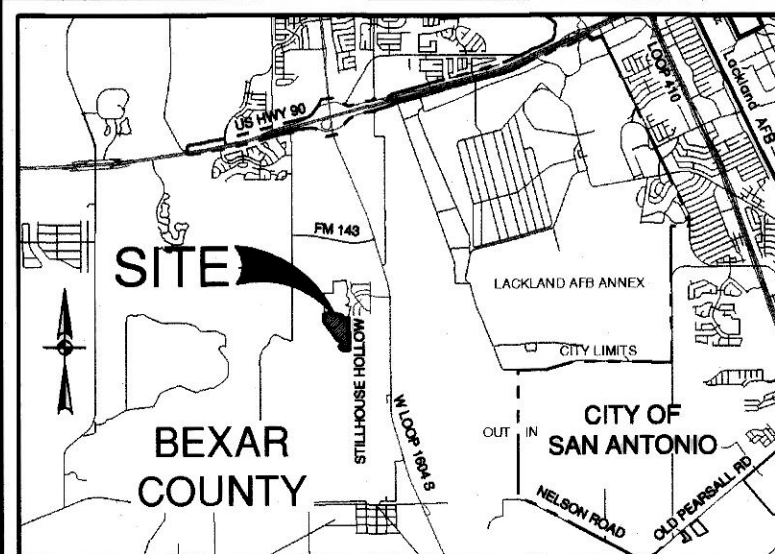 US HWY 90
LOOP 410
Lackland AFB
FM 143
SITE
LACKLAND AFB ANNEX
STILLHOUSE HOLLOW
CITY LIMITS
W LOOP 1604 S
BEXAR
COUNTY
OUT IN
CITY OF
SAN ANTONIO
NELSON ROAD
OLD PEARSALL RD